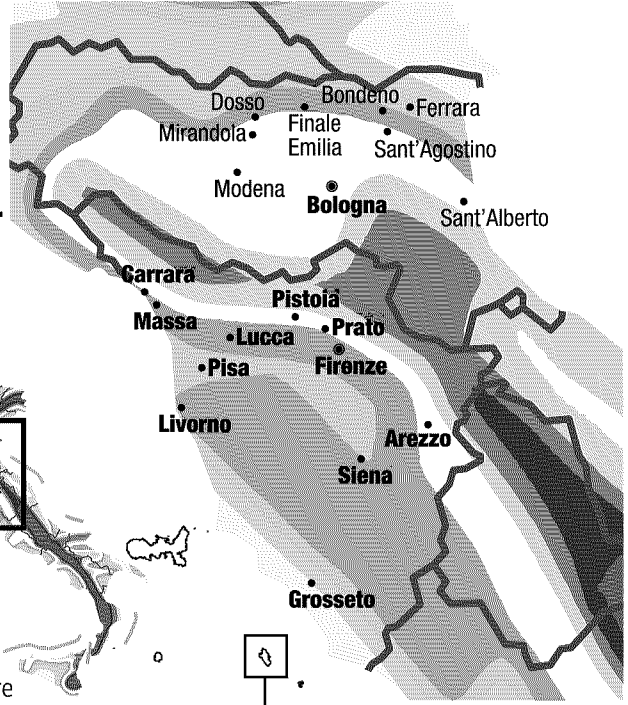 Dosso
Bondeno
Ferrara
Mirandola
Finale
Emilia
Sant'Agostino
Modena
Bologna
Sant'Alberto
Carrara
Massa
Pistoia
Prato
Lucca
Firenze
Pisa
Livorno
Arezzo
Siena
Grosseto